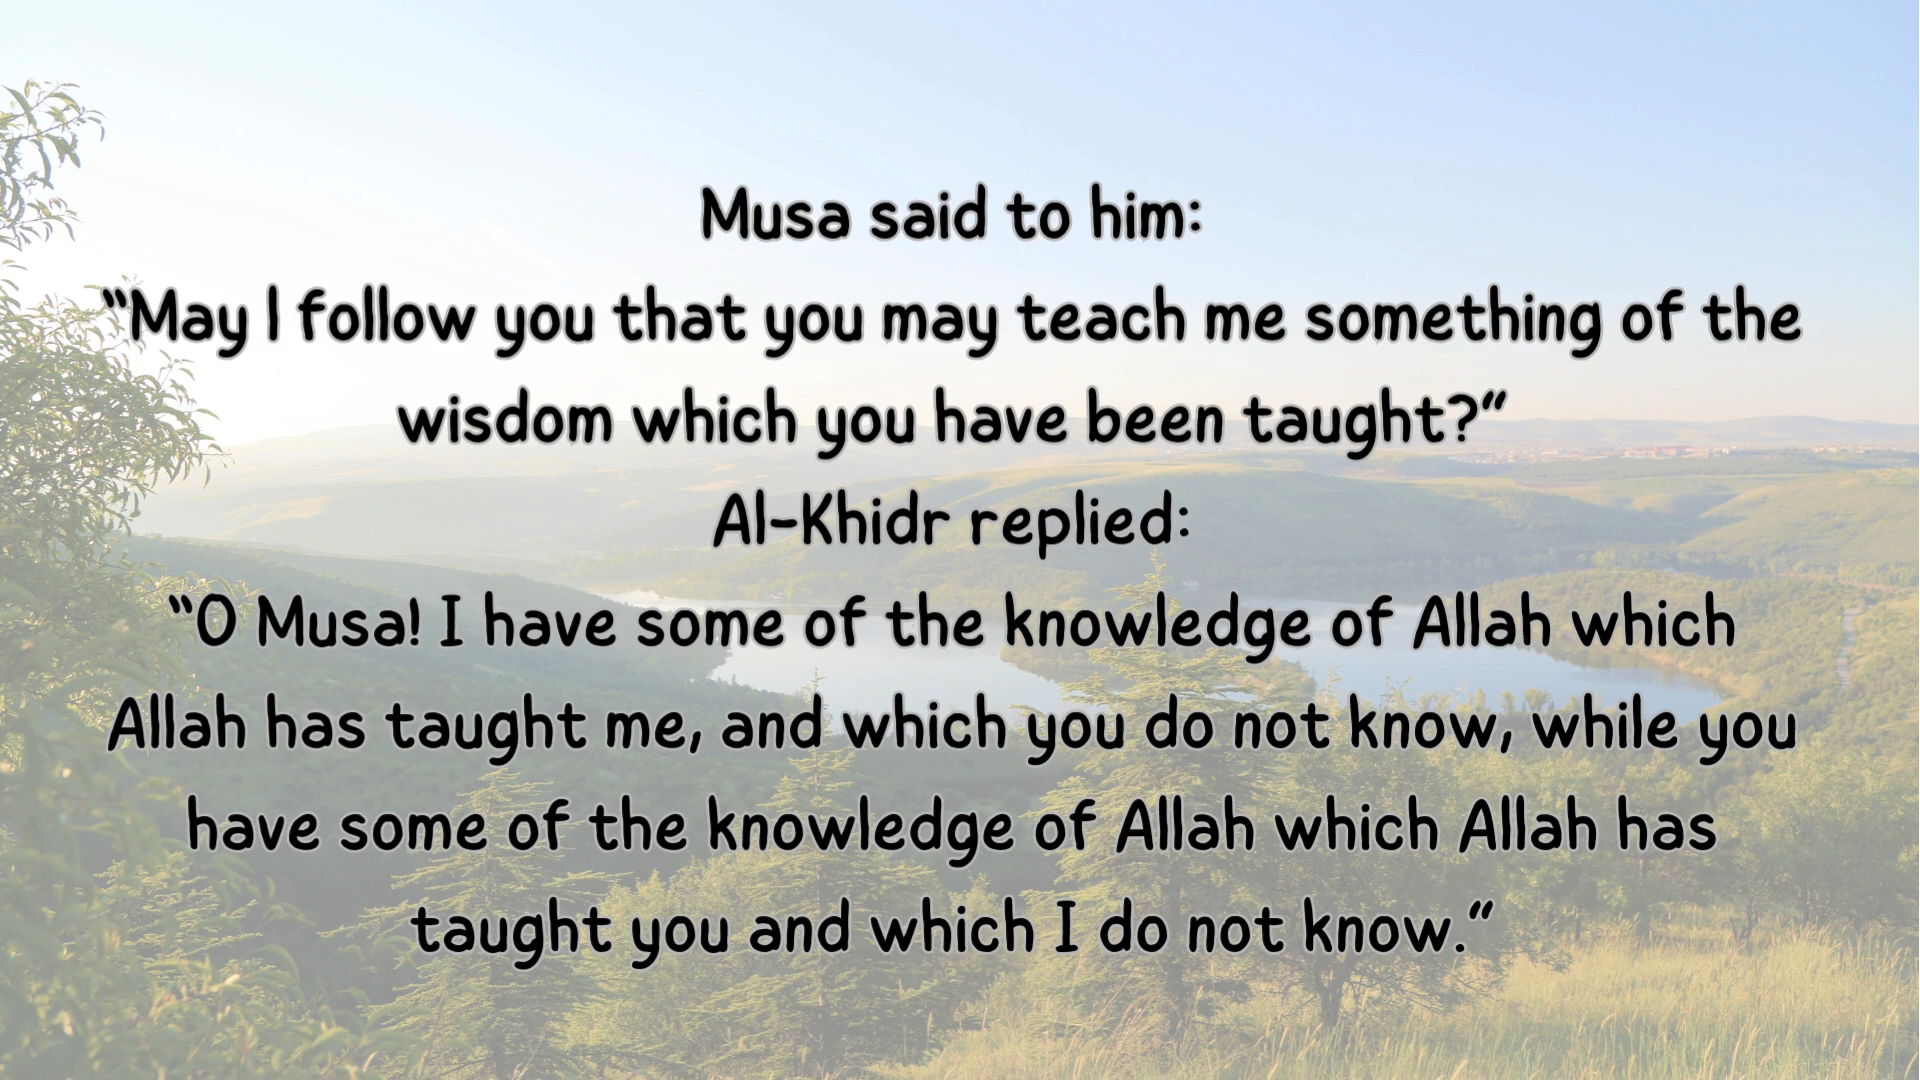 Musa said to him:
“May I follow you that you may teach me something of the
wisdom which you have been taught?“
Al-Khidr replied:
“O Musa! I have some of the knowledge of Allah which
Allah has taught me, and which you do not know, while you
have some of the knowledge of Allah which Allah has
taught you and which I do not know.“